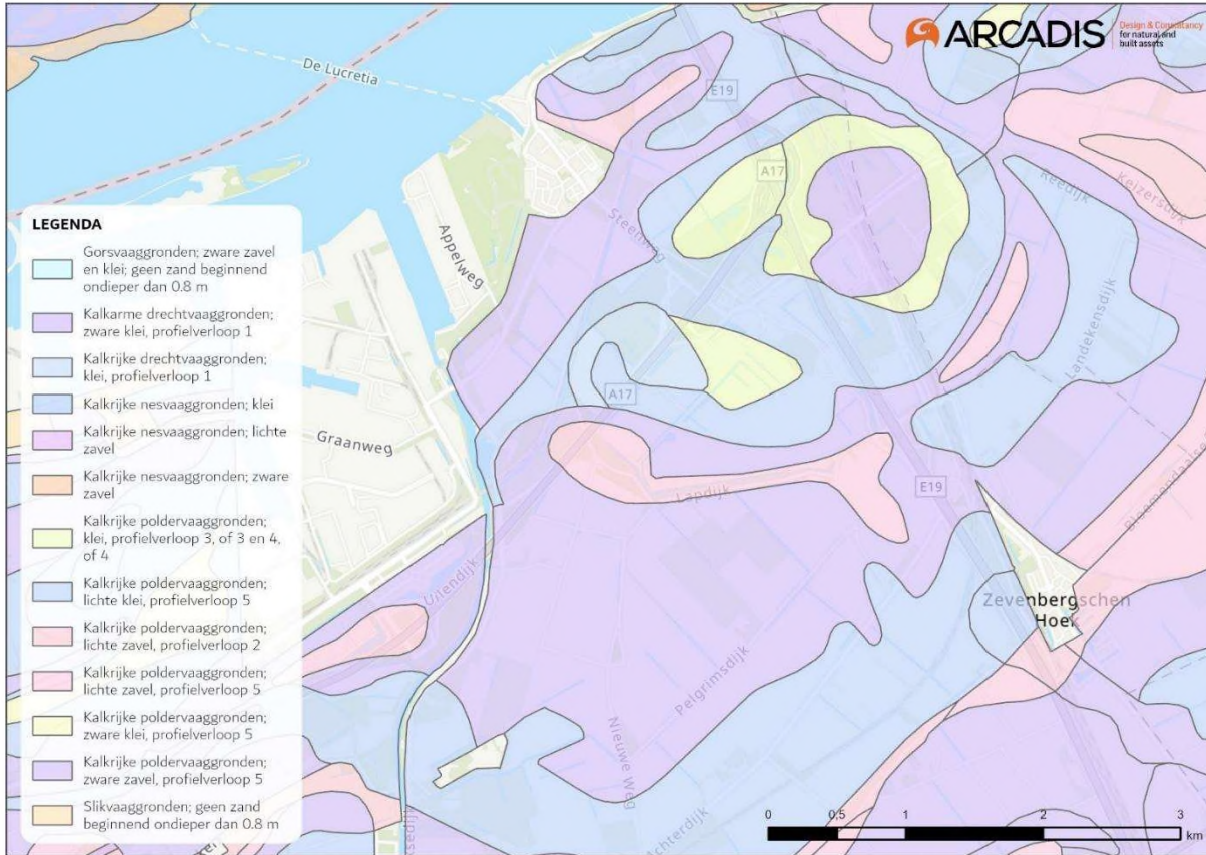 ARCADIS
Design & Consultancy
for natural and
built assets
De Lucretia
E19
A17
Reedijk
Keizersdijk
Steenweg
Appelweg
Landekensdijk
Graanweg
A17
Landijk
E19
Zevenbergschen
Hoek
Pelgrimsdijk
Nieuwe Weg
Achterdijk
LEGENDA
Gorsvaaggronden; zware zavel
en klei; geen zand beginnend
ondieper dan 0.8 m
Kalkarme drechtvaaggronden;
zware klei, profielverloop 1
Kalkrijke drechtvaaggronden;
klei, profielverloop 1
Kalkrijke nesvaaggronden; klei
Kalkrijke nesvaaggronden; lichte
zavel
Kalkrijke nesvaaggronden; zware
zavel
Kalkrijke poldervaaggronden;
klei, profielverloop 3, of 3 en 4,
of 4
Kalkrijke poldervaaggronden;
lichte klei, profielverloop 5
Kalkrijke poldervaaggronden;
lichte zavel, profielverloop 2
Kalkrijke poldervaaggronden;
lichte zavel, profielverloop 5
Kalkrijke poldervaaggronden;
zware klei, profielverloop 5
Kalkrijke poldervaaggronden;
zware zavel, profielverloop 5
Slikvaaggronden; geen zand
beginnend ondieper dan 0.8 m
0 0,5 1 2 3
km